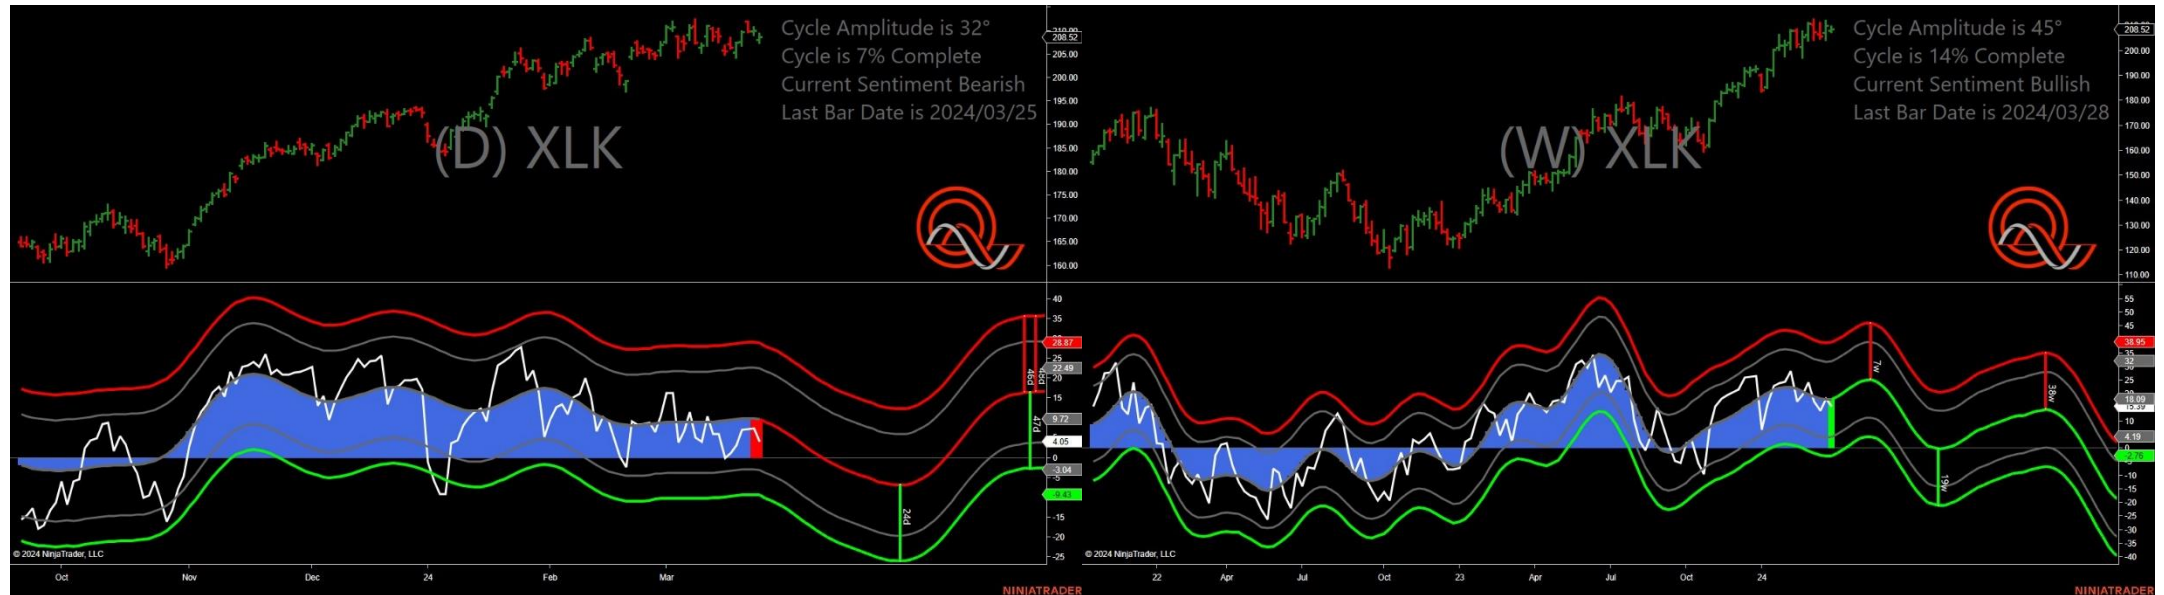 Cycle Amplitude is 32°
Cycle is 7% Complete
Current Sentiment Bearish
Last Bar Date is 2024/03/25
(D) XLK
208.52
205.00
200.00
195.00
190.00
185.00
180.00
175.00
170.00
165.00
160.00
40
35
28.87
25
22.49
20
15
9.72
4.05
0
-3.04
-9.43
-15
-20
-25
46d
47d
24d
© 2024 NinjaTrader, LLC
Oct
Nov
Dec
24
Feb
Mar
NINJATRADER
Cycle Amplitude is 45°
Cycle is 14% Complete
Current Sentiment Bullish
Last Bar Date is 2024/03/28
(W) XLK
208.52
200.00
190.00
180.00
170.00
160.00
150.00
140.00
130.00
120.00
110.00
55
50
45
38.95
35
32
25
18.09
15.39
10
4.19
-2.76
-10
-15
-20
-25
-30
-35
-40
7w
38w
19w
© 2024 NinjaTrader, LLC
22
Apr
Jul
Oct
23
Apr
Jul
Oct
24
NINJATRADER